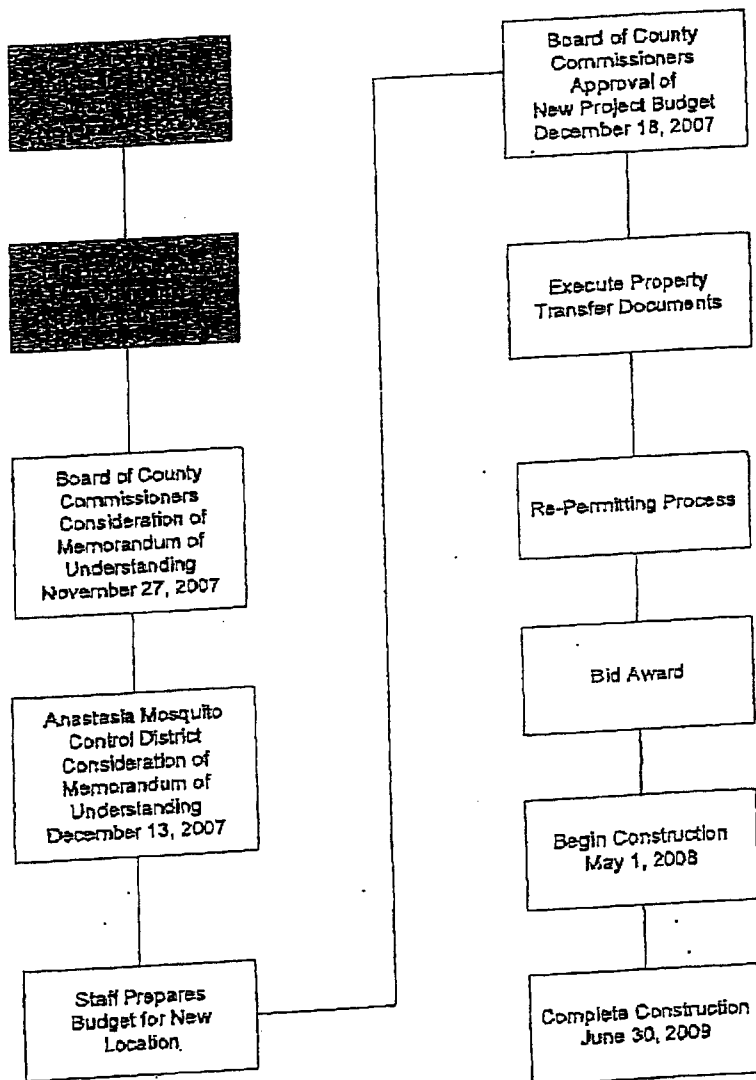 Board of County
Commissioners
Consideration of
Memorandum of
Understanding
November 27, 2007
Anastasia Mosquito
Control District
Consideration of
Memorandum of
Understanding
December 13, 2007
Staff Prepares
Budget for New
Location
Board of County
Commissioners
Approval of
New Project Budget
December 18, 2007
Execute Property
Transfer Documents
Re-Permitting Process
Bid Award
Begin Construction
May 1, 2008
Complete Construction
June 30, 2009